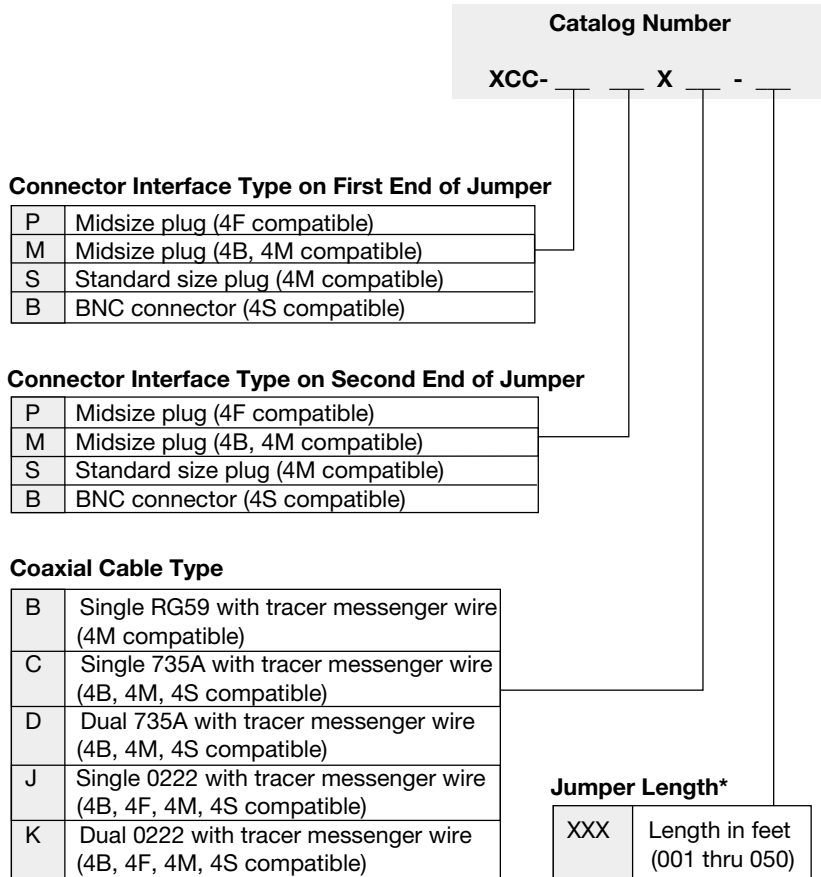 Catalog Number
XCC- ___ ___ X ___ - ___
Connector Interface Type on First End of Jumper
P Midsize plug (4F compatible)
M Midsize plug (4B, 4M compatible)
S Standard size plug (4M compatible)
B BNC connector (4S compatible)
Connector Interface Type on Second End of Jumper
P Midsize plug (4F compatible)
M Midsize plug (4B, 4M compatible)
S Standard size plug (4M compatible)
B BNC connector (4S compatible)
Coaxial Cable Type
B Single RG59 with tracer messenger wire
(4M compatible)
C Single 735A with tracer messenger wire
(4B, 4M, 4S compatible)
D Dual 735A with tracer messenger wire
(4B, 4M, 4S compatible)
J Single 0222 with tracer messenger wire
(4B, 4F, 4M, 4S compatible)
K Dual 0222 with tracer messenger wire
(4B, 4F, 4M, 4S compatible)
Jumper Length*
XXX Length in feet
(001 thru 050)